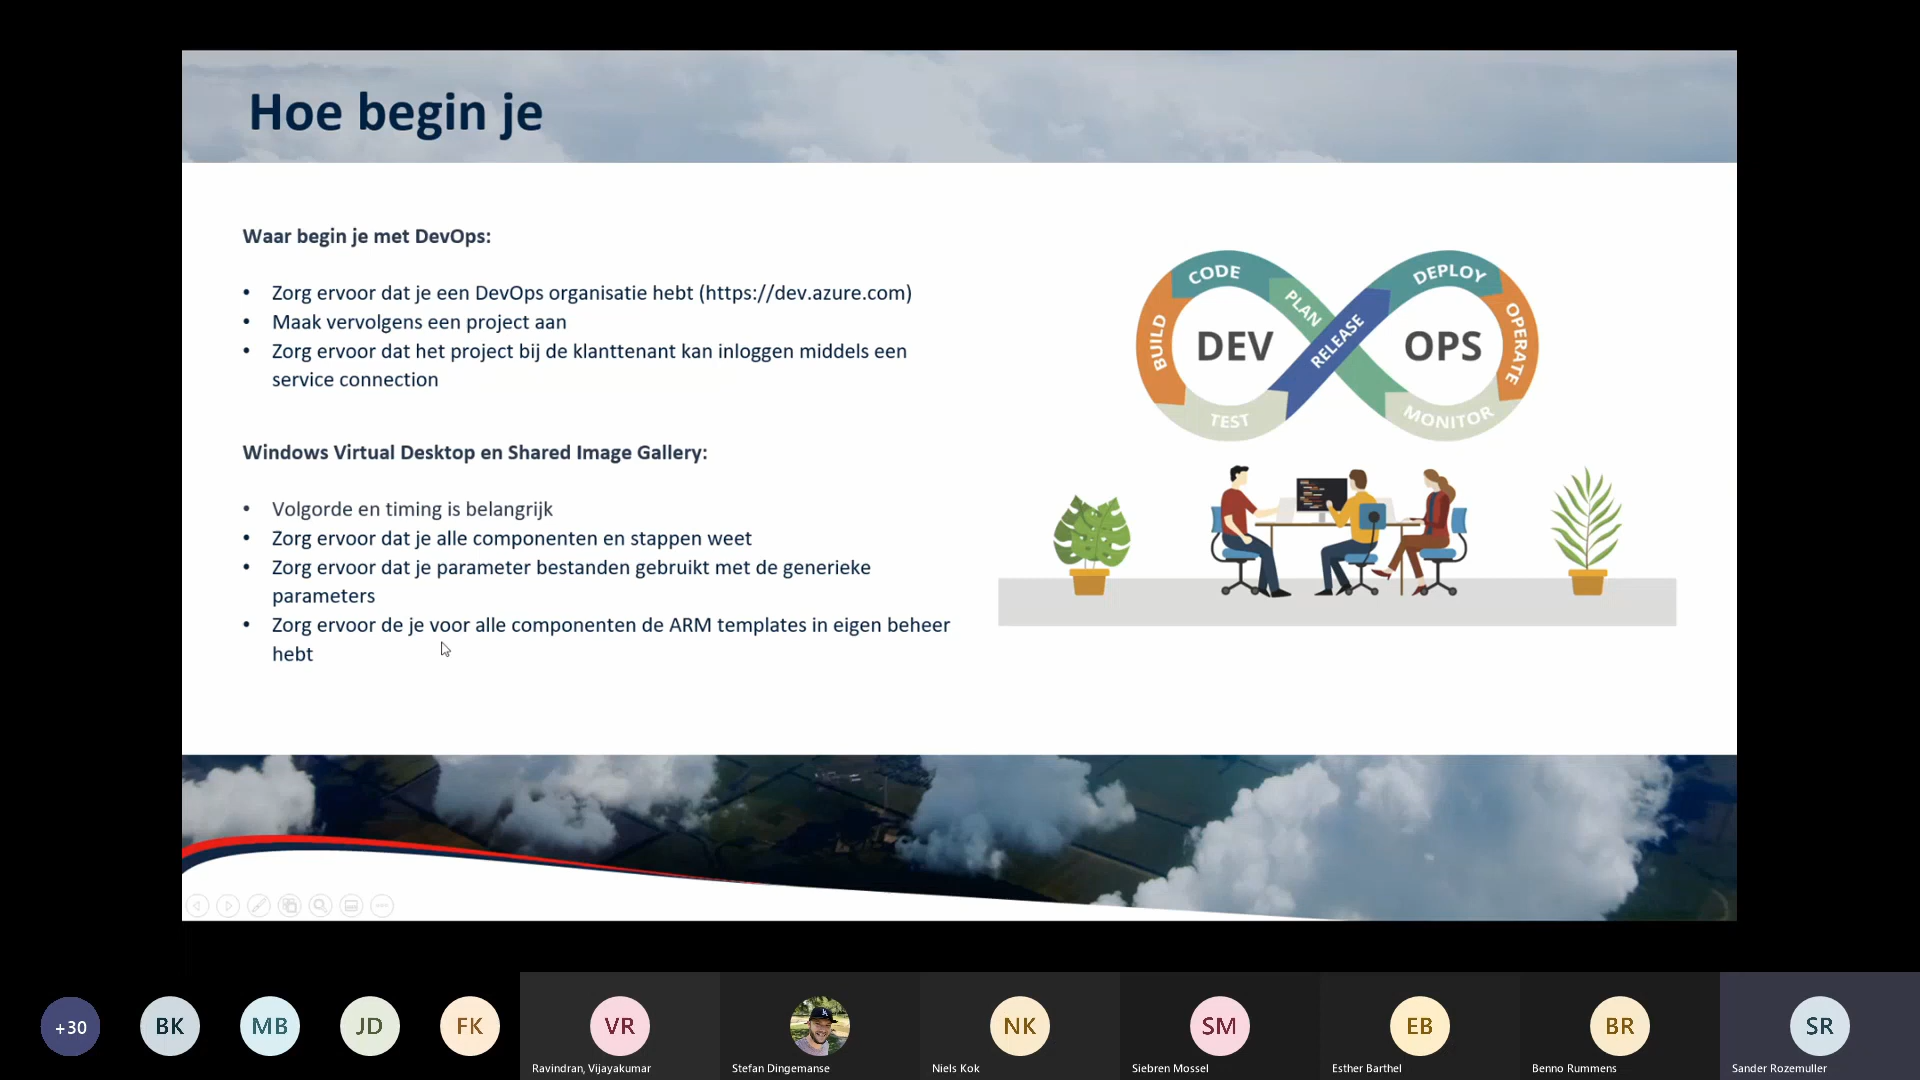 Hoe begin je
Waar begin je met DevOps:
• Zorg ervoor dat je een DevOps organisatie hebt (https://dev.azure.com)
• Maak vervolgens een project aan
• Zorg ervoor dat het project bij de klanttenant kan inloggen middels een
service connection
Windows Virtual Desktop en Shared Image Gallery:
• Volgorde en timing is belangrijk
• Zorg ervoor dat je alle componenten en stappen weet
• Zorg ervoor dat je parameter bestanden gebruikt met de generieke
parameters
• Zorg ervoor de je voor alle componenten de ARM templates in eigen beheer
hebt
CODE
PLAN
BUILD
DEV
TEST
RELEASE
DEPLOY
OPS
OPERATE
MONITOR
+30
BK
MB
JD
FK
VR
NK
SM
EB
BR
SR
Ravindran, Vijayakumar
Stefan Dingemanse
Niels Kok
Siebren Mossel
Esther Barthel
Benno Rummens
Sander Rozemuller